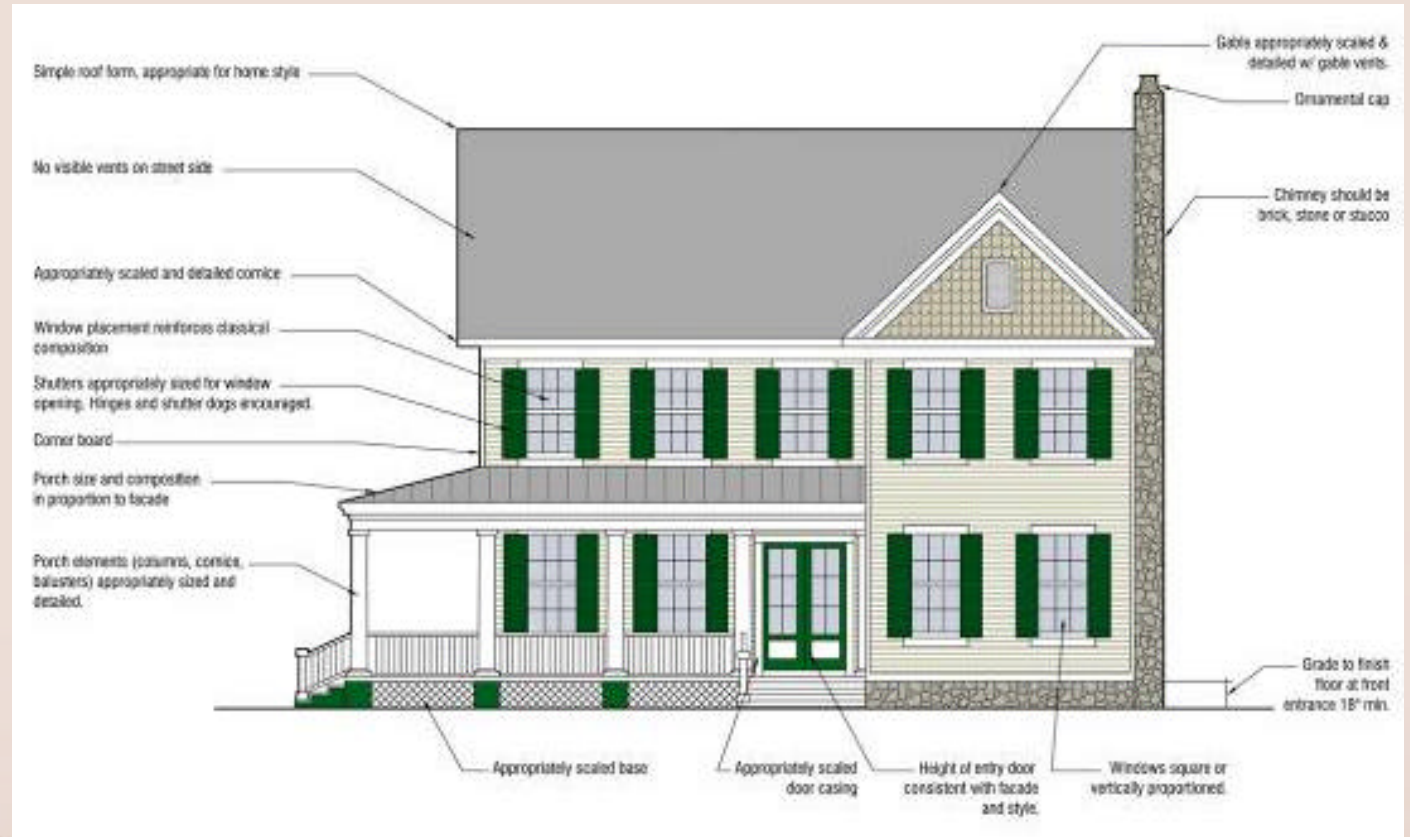 Simple roof form, appropriate for home style
No visible vents on street side
Appropriately scaled and detailed cornice
Window placement reinforces classical
composition
Shutters appropriately sized for window
opening. Hinges and shutter dogs encouraged.
Corner board
Porch size and composition
in proportion to facade
Porch elements (columns, cornice,
balusters) appropriately sized and
detailed.
Gable appropriately scaled &
detailed w/ gable vents.
Ornamental cap
Chimney should be
brick, stone or stucco
Grade to finish
floor at front
entrance 18" min.
Appropriately scaled base
Appropriately scaled
door casing
Height of entry door
consistent with facade
and style.
Windows square or
vertically proportioned.